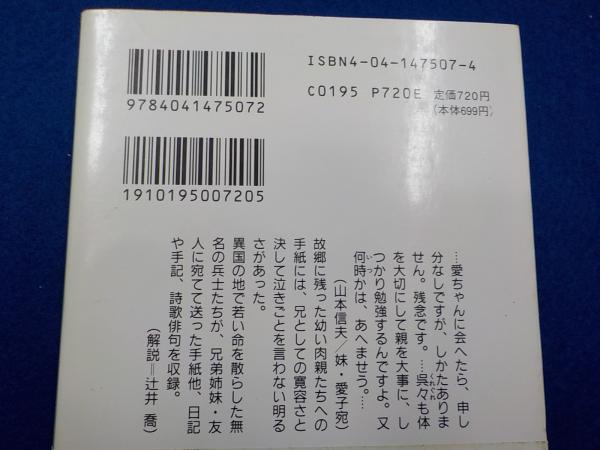 ISBN4-04-147507-4
9784041475072
C0195 P720E 定価720円
(本体699円)
1910195007205
…愛ちゃんに会へたら、申し
分なしですが、しかたありま
せん。残念です。…呉々も体
を大切にして親を大事に、し
つかり勉強するんですよ。又
何時かは、あへませう。…
(山本信夫/妹・愛子宛)
故郷に残った幼い肉親たちへの
手紙には、兄としての寛容さと
決して泣きごとを言わない明る
さがあった。
異国の地で若い命を散らした無
名の兵士たちが、兄弟姉妹・友
人に宛てて送った手紙他、日記
や手記、詩歌俳句を収録。
(解説=辻井 喬)